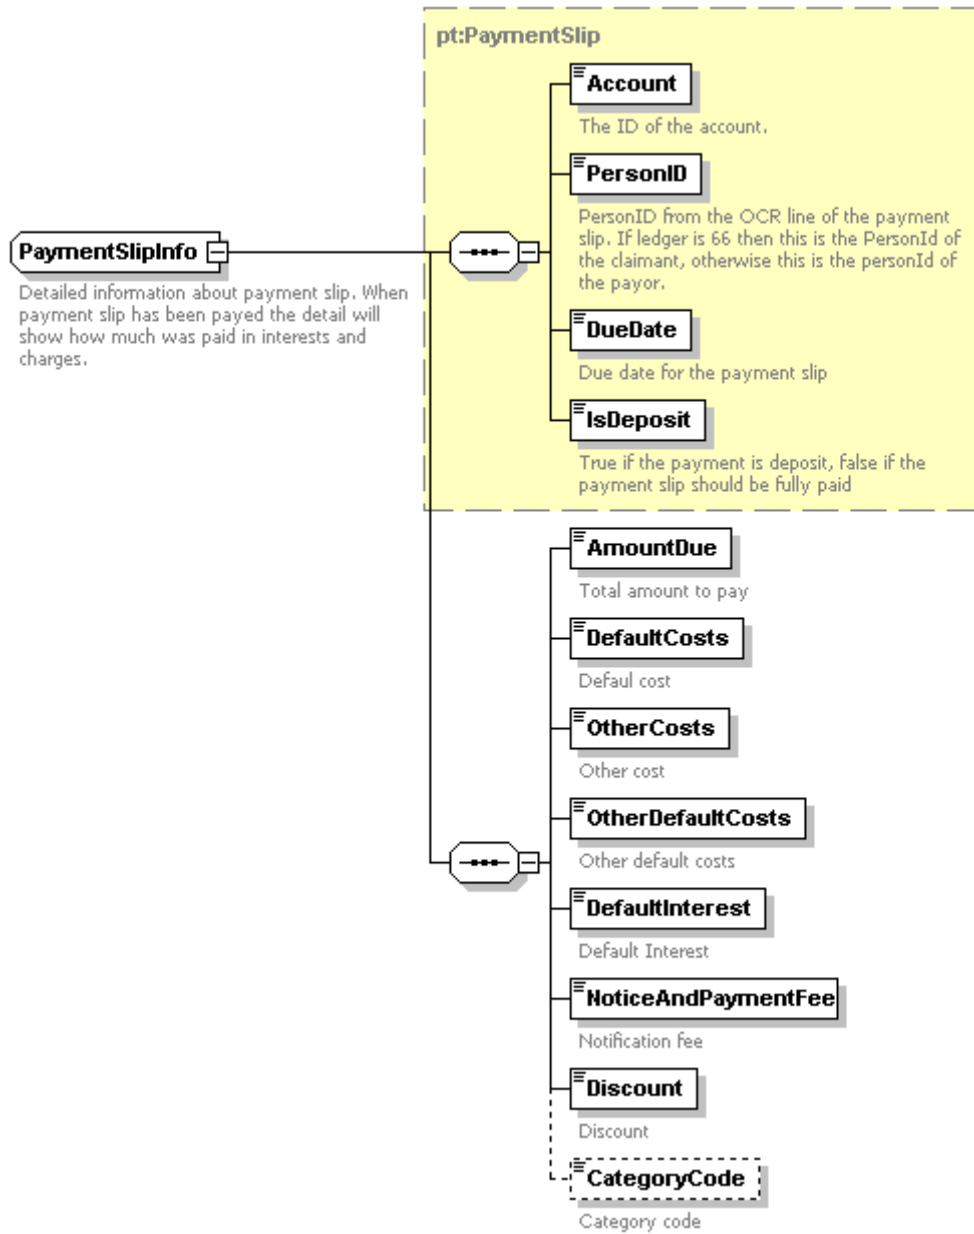 pt:PaymentSlip
Account
The ID of the account.
PersonID
PersonID from the OCR line of the payment
slip. If ledger is 66 then this is the PersonId of
the claimant, otherwise this is the personId of
the payor.
PaymentSlipInfo
Detailed information about payment slip. When
payment slip has been payed the detail will
show how much was paid in interests and
charges.
DueDate
Due date for the payment slip
IsDeposit
True if the payment is deposit, false if the
payment slip should be fully paid
AmountDue
Total amount to pay
DefaultCosts
Defaul cost
OtherCosts
Other cost
OtherDefaultCosts
Other default costs
DefaultInterest
Default Interest
NoticeAndPaymentFee
Notification fee
Discount
Discount
CategoryCode
Category code